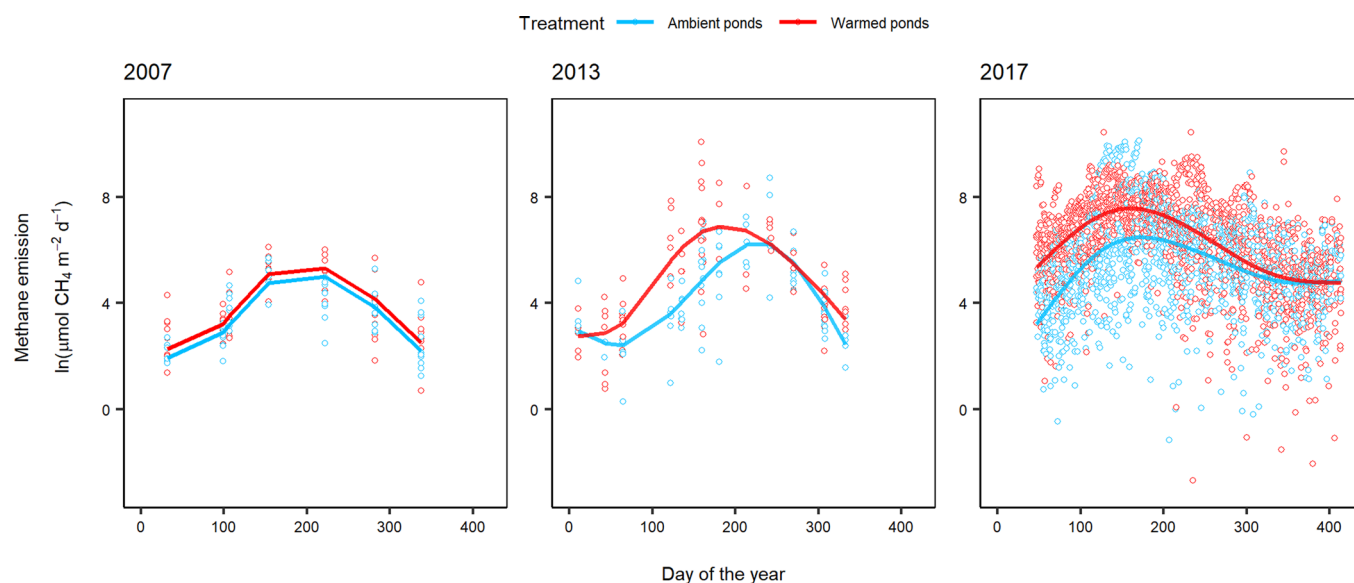 Treatment Ambient ponds Warmed ponds
2007 2013 2017
Methane emission
ln(μmol CH₄ m⁻² d⁻¹)
8 8 8
4 4 4
0 0 0
0 100 200 300 400 0 100 200 300 400 0 100 200 300 400
Day of the year